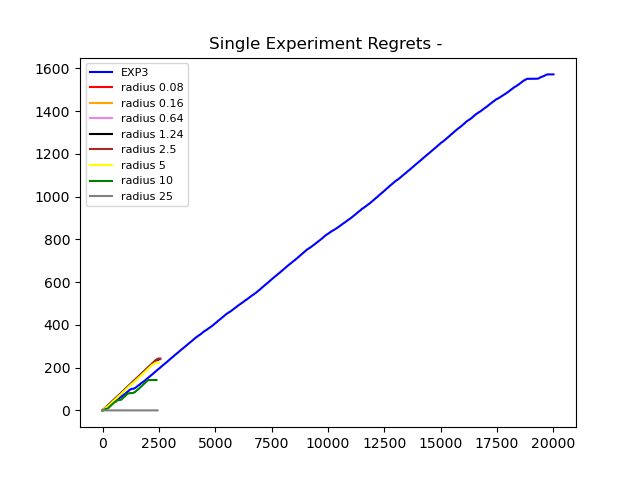 Single Experiment Regrets -
1600
1400
1200
1000
800
600
400
200
0
EXP3
radius 0.08
radius 0.16
radius 0.64
radius 1.24
radius 2.5
radius 5
radius 10
radius 25
0 2500 5000 7500 10000 12500 15000 17500 20000